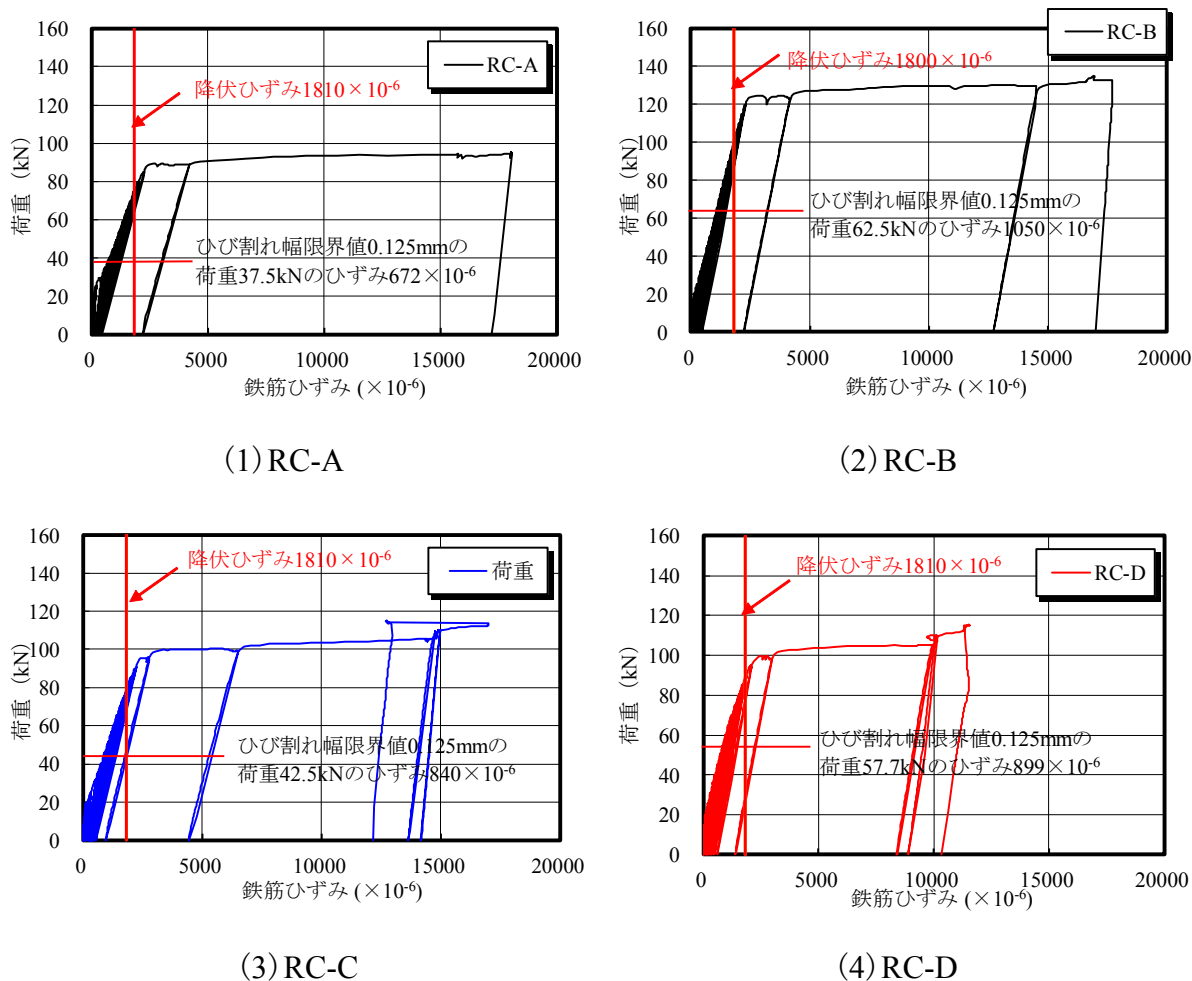 160
140
120
100
80
60
40
20
0
荷重 (kN)
RC-A
降伏ひずみ1810×10-6
ひび割れ幅限界値0.125mmの
荷重37.5kNのひずみ672×10-6
0 5000 10000 15000 20000
鉄筋ひずみ (×10-6)
(1)RC-A
160
140
120
100
80
60
40
20
0
荷重 (kN)
RC-B
降伏ひずみ1800×10-6
ひび割れ幅限界値0.125mmの
荷重62.5kNのひずみ1050×10-6
0 5000 10000 15000 20000
鉄筋ひずみ (×10-6)
(2)RC-B
160
140
120
100
80
60
40
20
0
荷重 (kN)
荷重
降伏ひずみ1810×10-6
ひび割れ幅限界値0.125mmの
荷重42.5kNのひずみ840×10-6
0 5000 10000 15000 20000
鉄筋ひずみ (×10-6)
(3)RC-C
160
140
120
100
80
60
40
20
0
荷重 (kN)
RC-D
降伏ひずみ1810×10-6
ひび割れ幅限界値0.125mmの
荷重57.7kNのひずみ899×10-6
0 5000 10000 15000 20000
鉄筋ひずみ (×10-6)
(4)RC-D